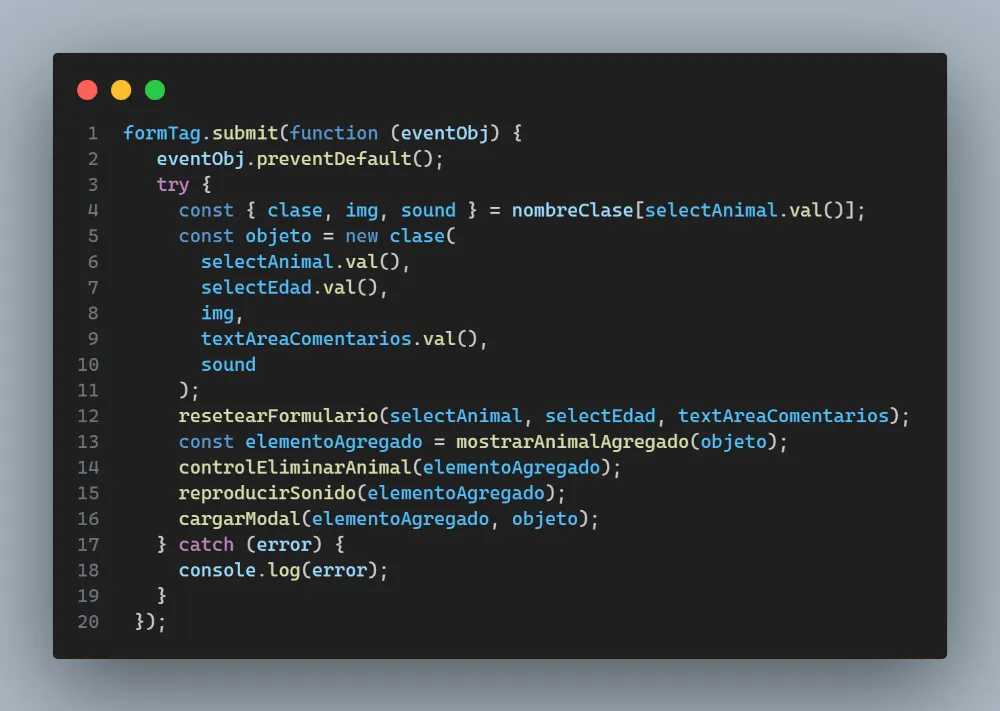 1 formTag.submit(function (eventObj) {
2 eventObj.preventDefault();
3 try {
4 const { clase, img, sound } = nombreClase[selectAnimal.val()];
5 const objeto = new clase(
6 selectAnimal.val(),
7 selectEdad.val(),
8 img,
9 textAreaComentarios.val(),
10 sound
11 );
12 resetearFormulario(selectAnimal, selectEdad, textAreaComentarios);
13 const elementoAgregado = mostrarAnimalAgregado(objeto);
14 controlEliminarAnimal(elementoAgregado);
15 reproducirSonido(elementoAgregado);
16 cargarModal(elementoAgregado, objeto);
17 } catch (error) {
18 console.log(error);
19 }
20 });